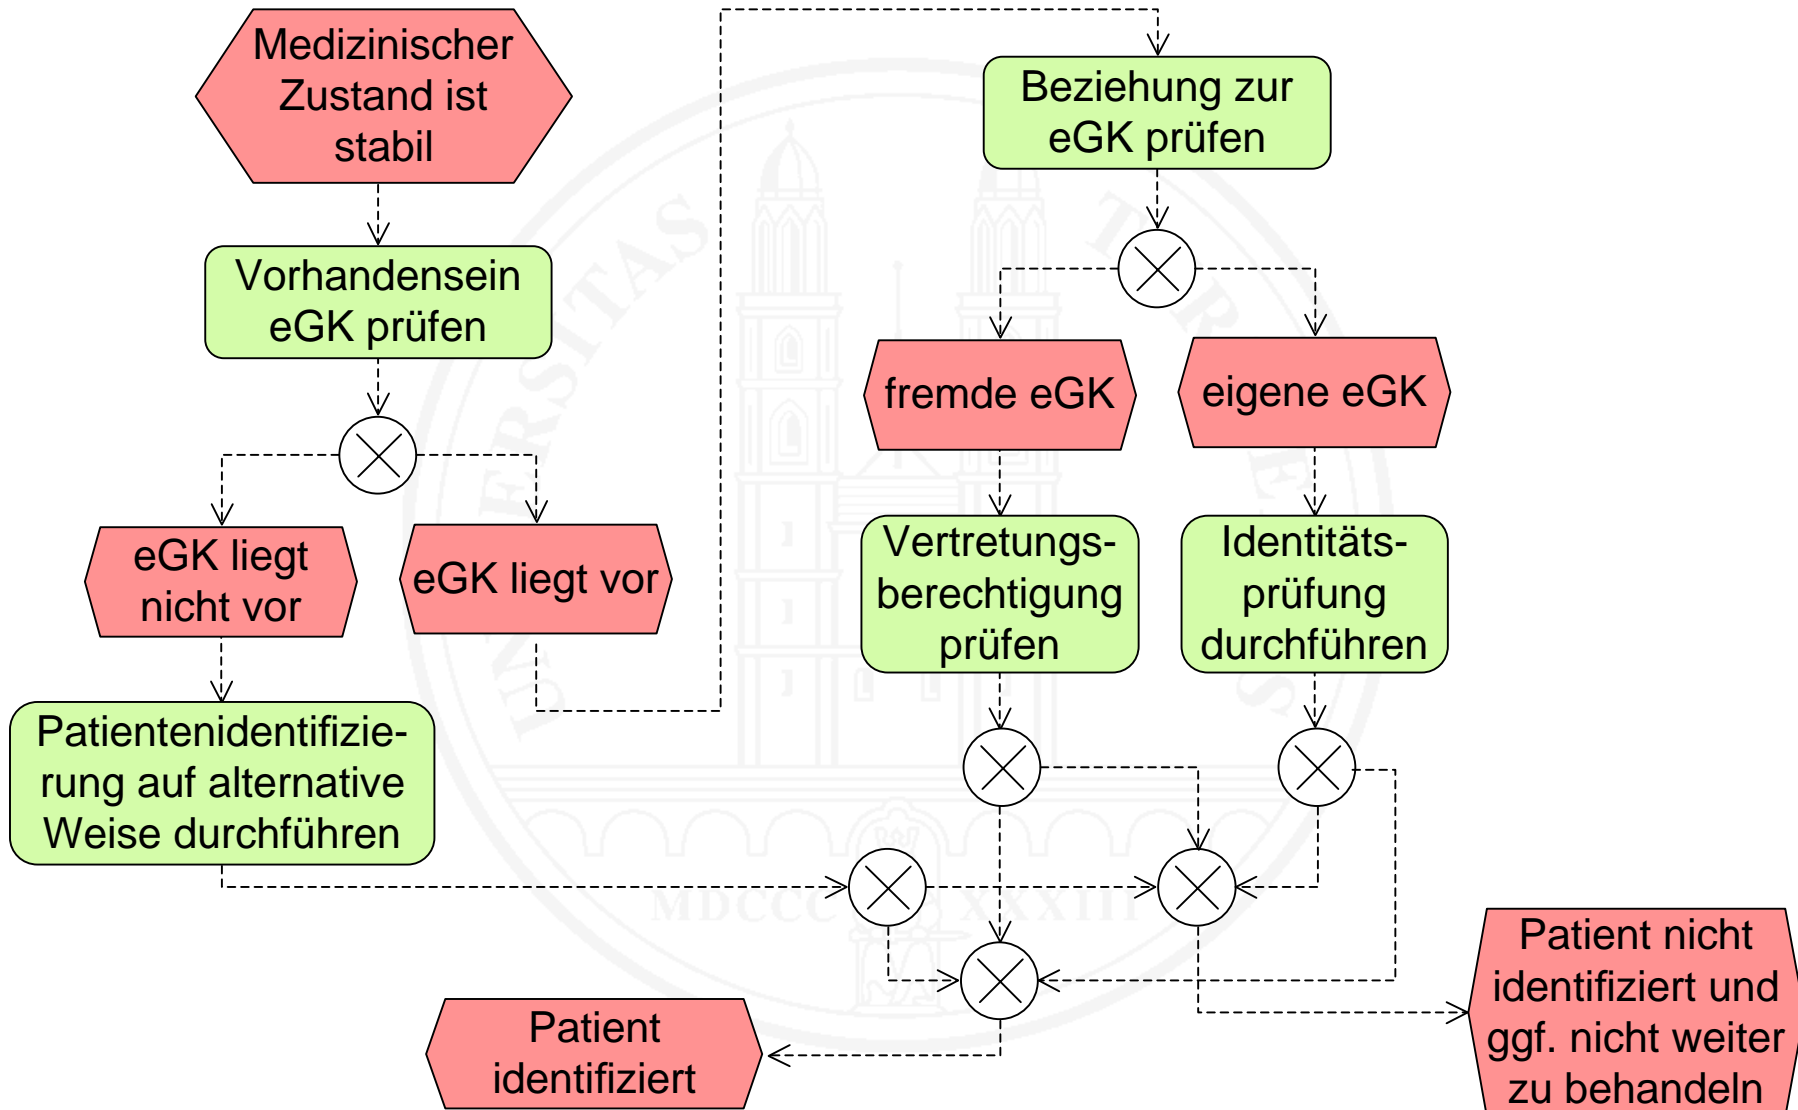 Medizinischer
Zustand ist
stabil
Vorhandensein
eGK prüfen
eGK liegt
nicht vor
eGK liegt vor
Patientenidentifizie-
rung auf alternative
Weise durchführen
Beziehung zur
eGK prüfen
fremde eGK
eigene eGK
Vertretungs-
berechtigung
prüfen
Identitäts-
prüfung
durchführen
Patient
identifiziert
Patient nicht
identifiziert und
ggf. nicht weiter
zu behandeln
MDCCC XXXIII